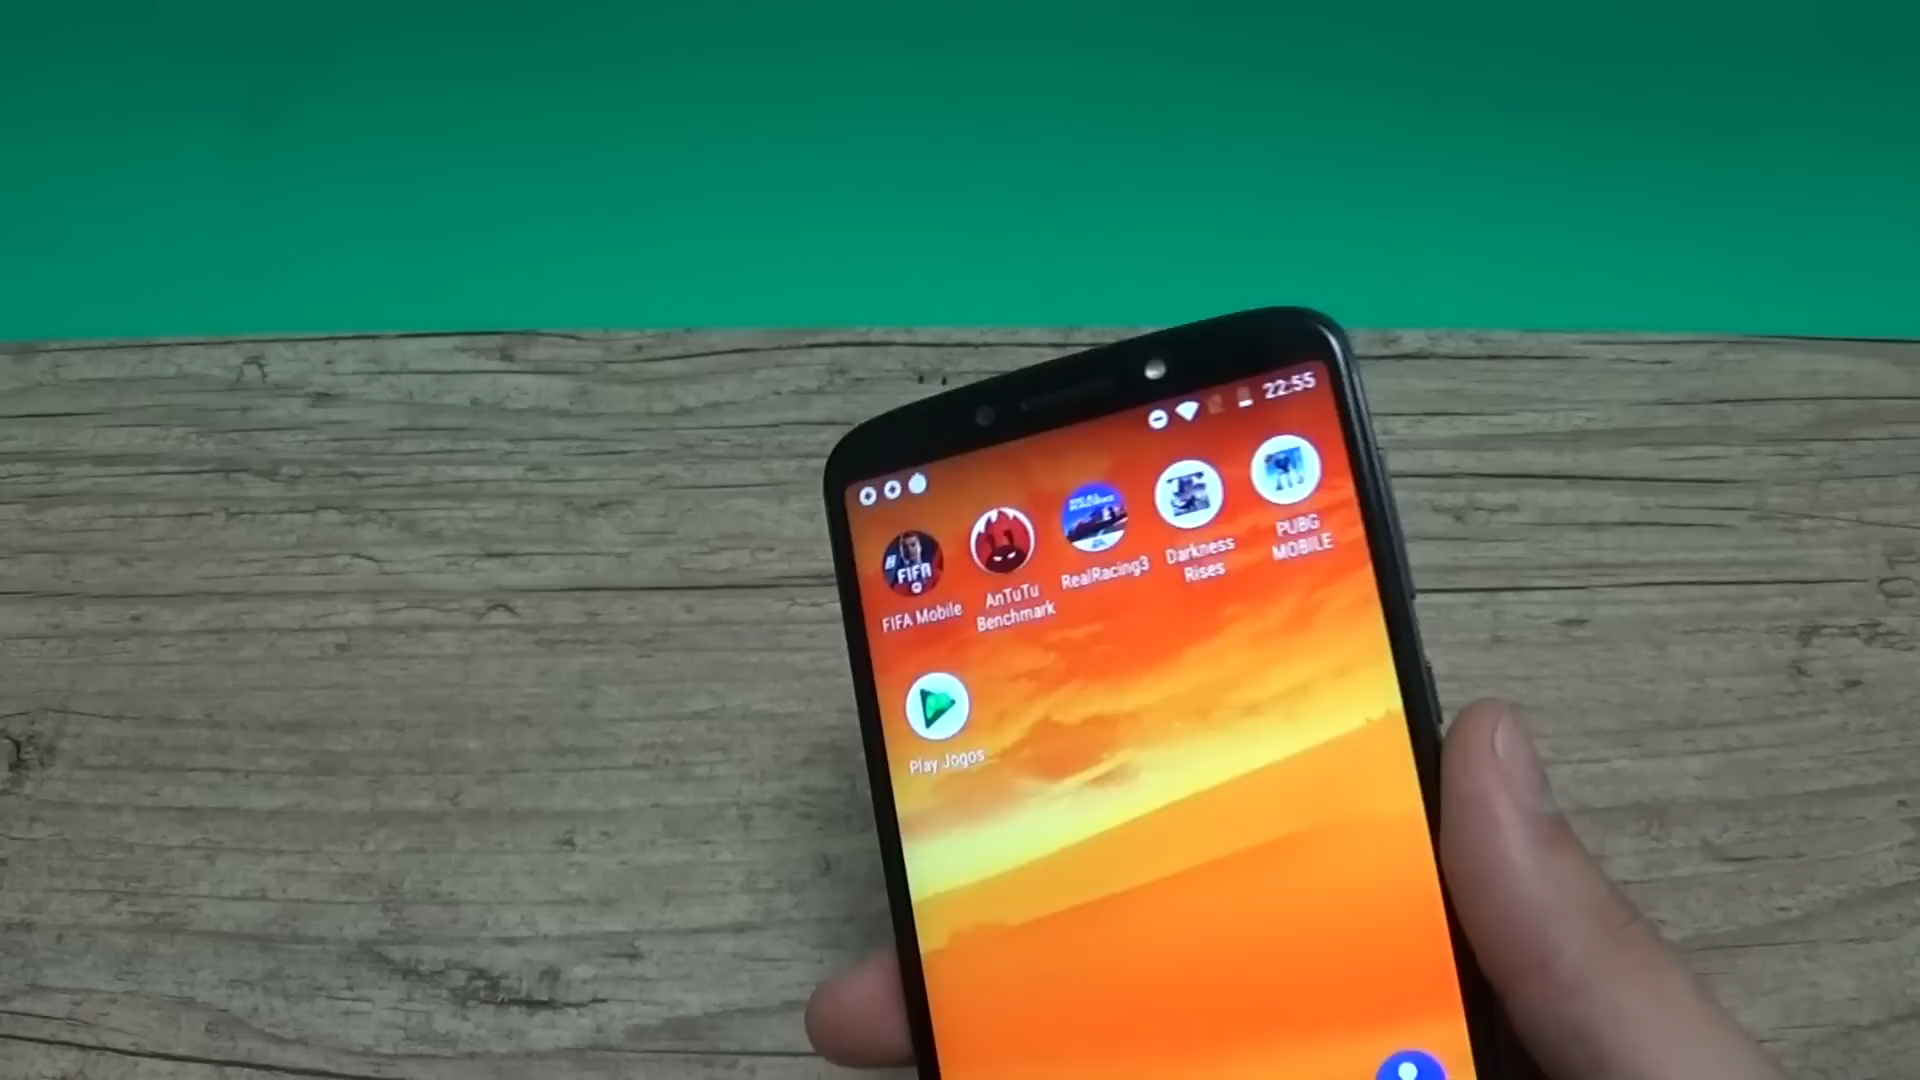 22:55
FIFA
FIFA Mobile
AnTuTu
Benchmark
RealRacing3
Darkness
Rises
PUBG
MOBILE
Play Jogos